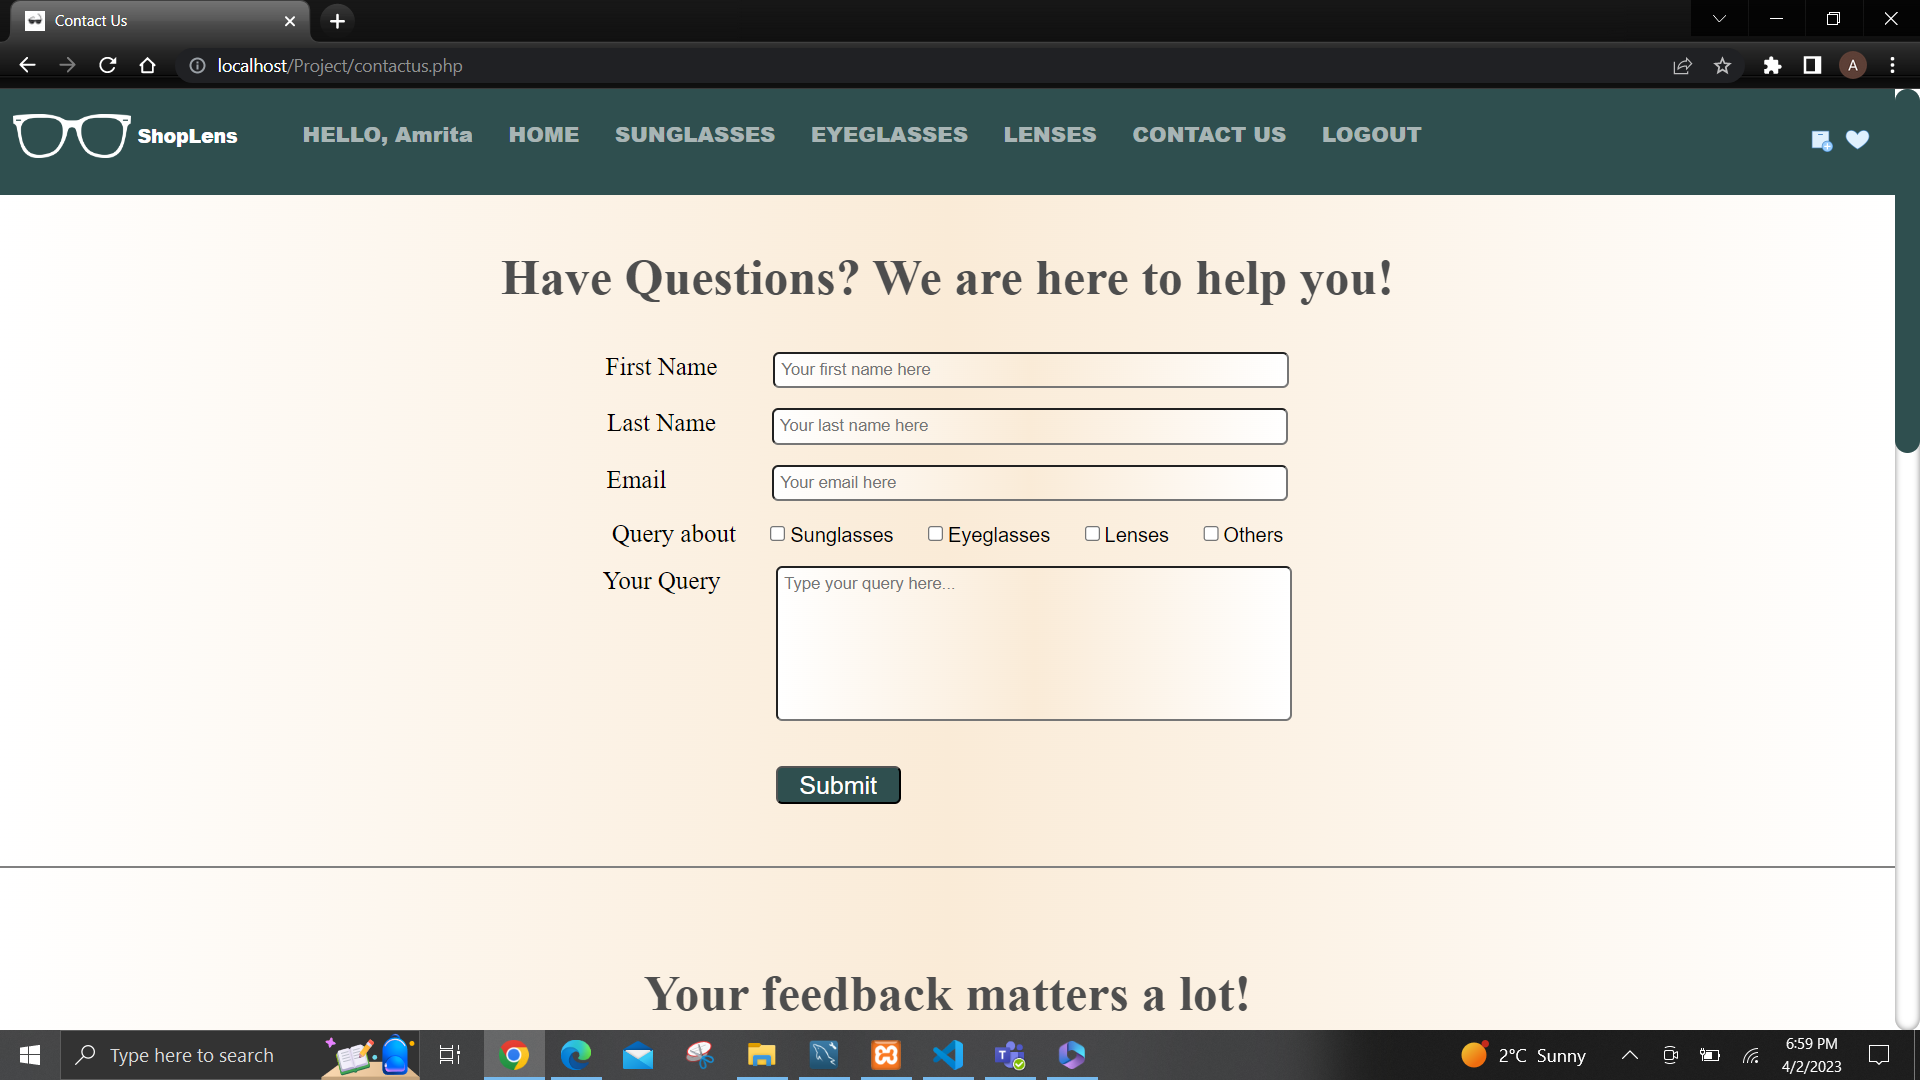 Contact Us
localhost/Project/contactus.php
A
ShopLens
HELLO, Amrita HOME SUNGLASSES EYEGLASSES LENSES CONTACT US LOGOUT
Have Questions? We are here to help you!
First Name
Your first name here
Last Name
Your last name here
Email
Your email here
Query about
Sunglasses Eyeglasses Lenses Others
Your Query
Type your query here...
Submit
Your feedback matters a lot!
Type here to search
2°C Sunny
6:59 PM
4/2/2023